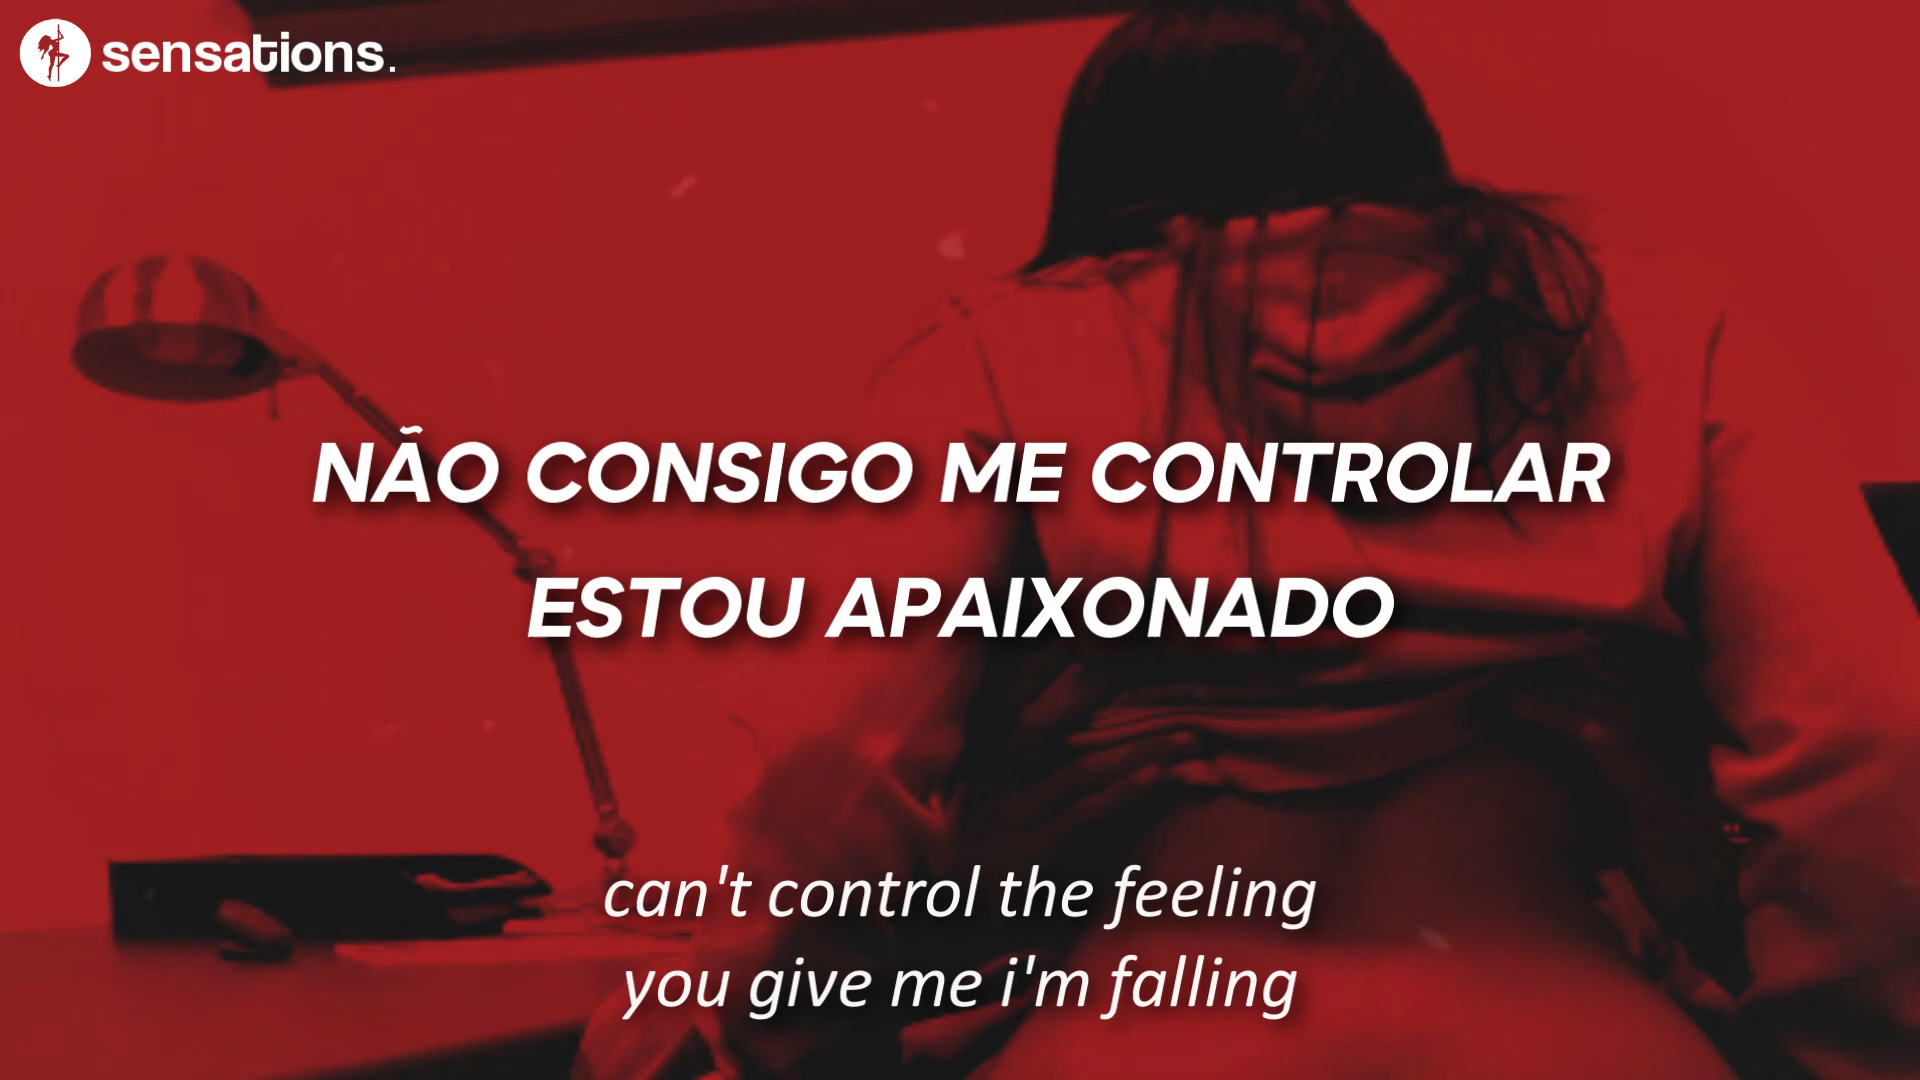 sensations.
NÃO CONSIGO ME CONTROLAR
ESTOU APAIXONADO
can't control the feeling
you give me i'm falling